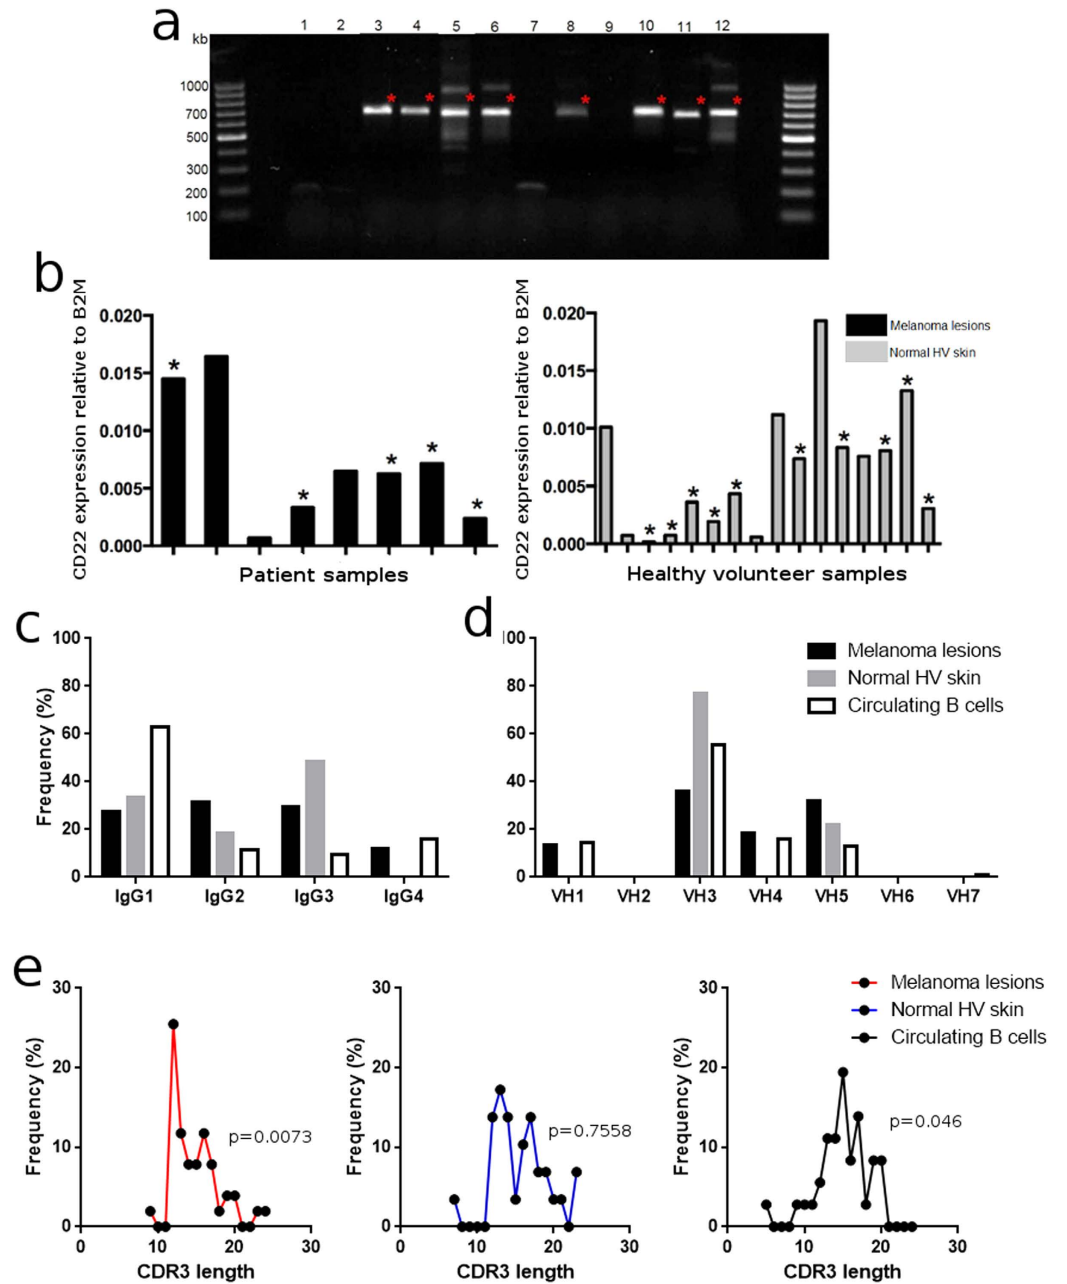 a
kb 1 2 3 4 5 6 7 8 9 10 11 12
1000
700
500
300
200
100
* * * * * * * *
b
CD22 expression relative to B2M
0.020
0.015
0.010
0.005
0.000
* * * * *
Patient samples
CD22 expression relative to B2M
0.020
0.015
0.010
0.005
0.000
* * * * * * * * * *
Melanoma lesions
Normal HV skin
Healthy volunteer samples
c
Frequency (%)
100
80
60
40
20
0
IgG1 IgG2 IgG3 IgG4
d
100
80
60
40
20
0
VH1 VH2 VH3 VH4 VH5 VH6 VH7
Melanoma lesions
Normal HV skin
Circulating B cells
e
Frequency (%)
30
20
10
0
0 10 20 30
CDR3 length
p=0.0073
Frequency (%)
30
20
10
0
0 10 20 30
CDR3 length
p=0.7558
Frequency (%)
30
20
10
0
0 10 20 30
CDR3 length
p=0.046
Melanoma lesions
Normal HV skin
Circulating B cells